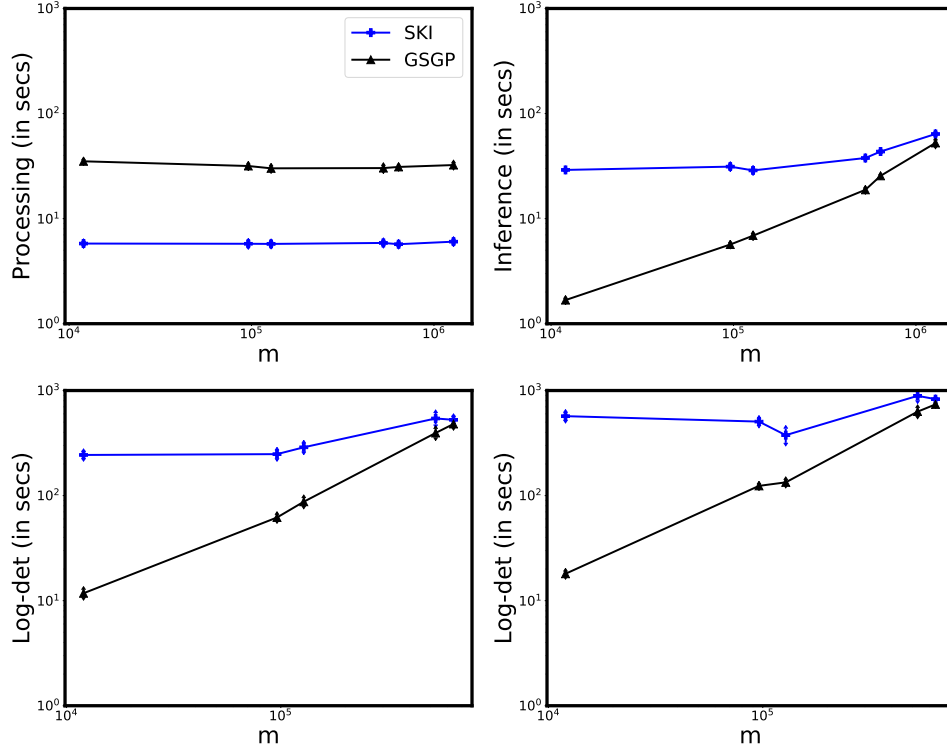 10³
10²
10¹
10⁰
Processing (in secs)
SKI
GSGP
10⁴
10⁵
10⁶
m
10³
10²
10¹
10⁰
Inference (in secs)
10⁴
10⁵
10⁶
m
10³
10²
10¹
10⁰
Log-det (in secs)
10⁴
10⁵
m
10³
10²
10¹
10⁰
Log-det (in secs)
10⁴
10⁵
m